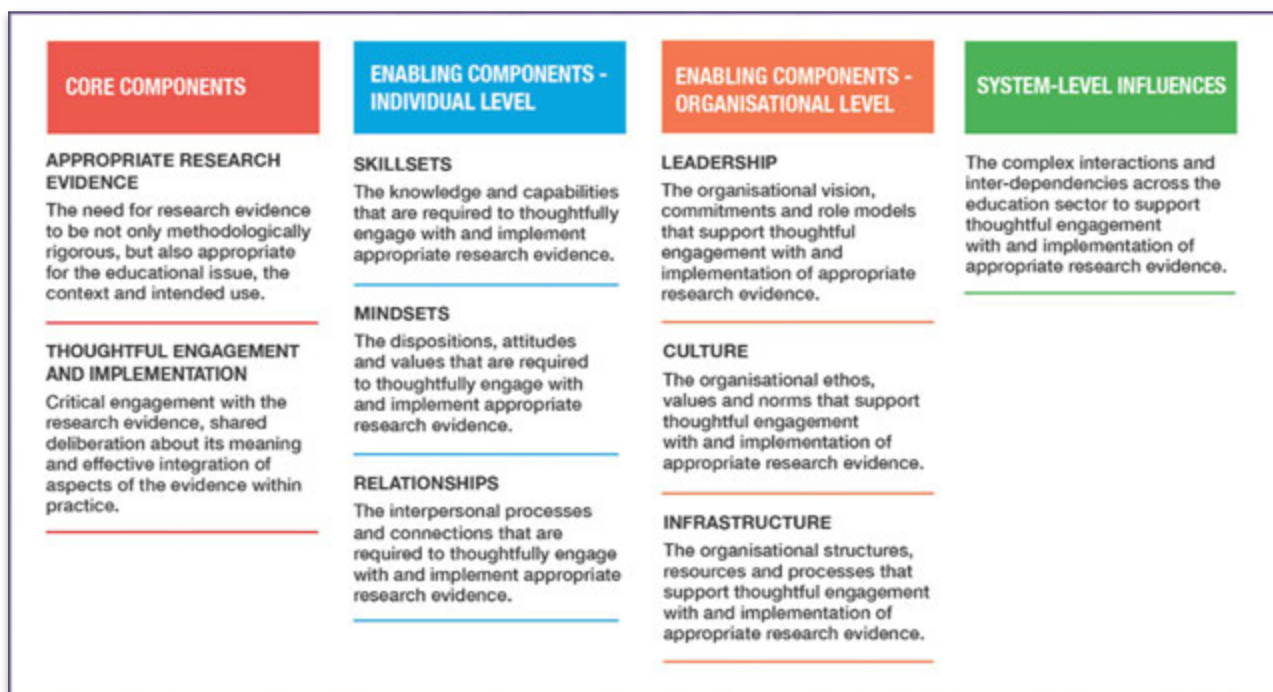 CORE COMPONENTS
APPROPRIATE RESEARCH
EVIDENCE
The need for research evidence
to be not only methodologically
rigorous, but also appropriate
for the educational issue, the
context and intended use.
THOUGHTFUL ENGAGEMENT
AND IMPLEMENTATION
Critical engagement with the
research evidence, shared
deliberation about its meaning
and effective integration of
aspects of the evidence within
practice.
ENABLING COMPONENTS -
INDIVIDUAL LEVEL
SKILLSETS
The knowledge and capabilities
that are required to thoughtfully
engage with and implement
appropriate research evidence.
MINDSETS
The dispositions, attitudes
and values that are required
to thoughtfully engage with
and implement appropriate
research evidence.
RELATIONSHIPS
The interpersonal processes
and connections that are
required to thoughtfully engage
with and implement appropriate
research evidence.
ENABLING COMPONENTS -
ORGANISATIONAL LEVEL
LEADERSHIP
The organisational vision,
commitments and role models
that support thoughtful
engagement with and
implementation of appropriate
research evidence.
CULTURE
The organisational ethos,
values and norms that support
thoughtful engagement
with and implementation of
appropriate research evidence.
INFRASTRUCTURE
The organisational structures,
resources and processes that
support thoughtful engagement
with and implementation of
appropriate research evidence.
SYSTEM-LEVEL INFLUENCES
The complex interactions and
inter-dependencies across the
education sector to support
thoughtful engagement
with and implementation of
appropriate research evidence.